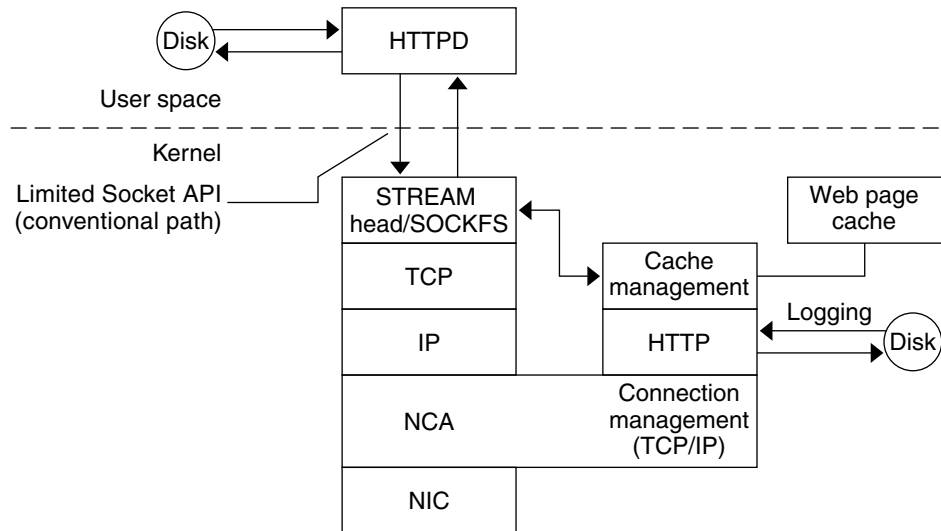 Disk
HTTPD
User space
Kernel
Limited Socket API
(conventional path)
STREAM
head/SOCKFS
Web page
cache
TCP
Cache
management
Logging
IP
HTTP
Disk
NCA
Connection
management
(TCP/IP)
NIC